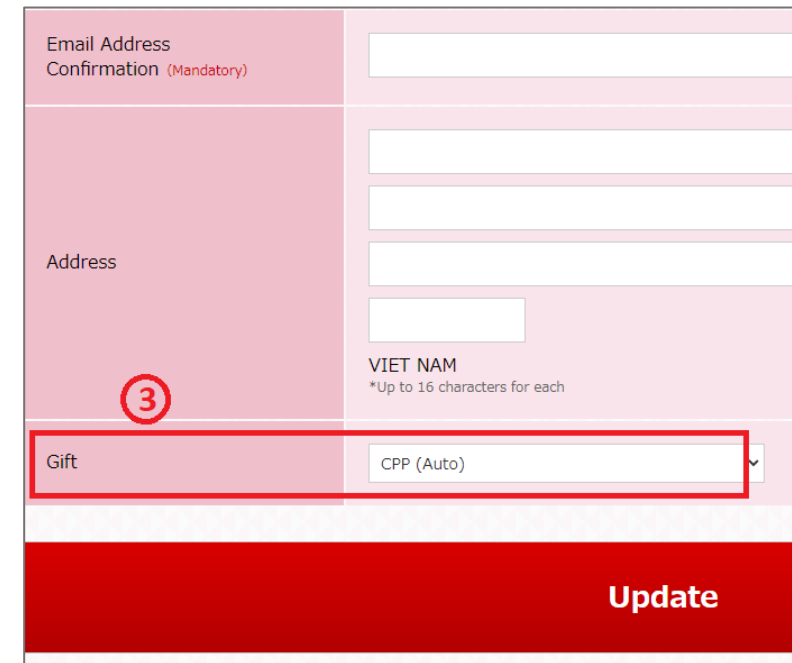 Email Address
Confirmation (Mandatory)
Address
VIET NAM
*Up to 16 characters for each
3
Gift
CPP (Auto)
Update